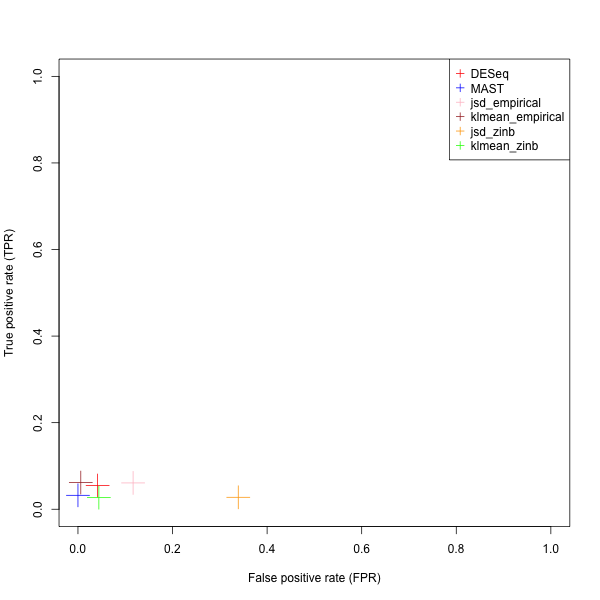 DESeq
MAST
jsd_empirical
klmean_empirical
jsd_zinb
klmean_zinb
1.0
0.8
0.6
0.4
0.2
0.0
True positive rate (TPR)
0.0 0.2 0.4 0.6 0.8 1.0
False positive rate (FPR)